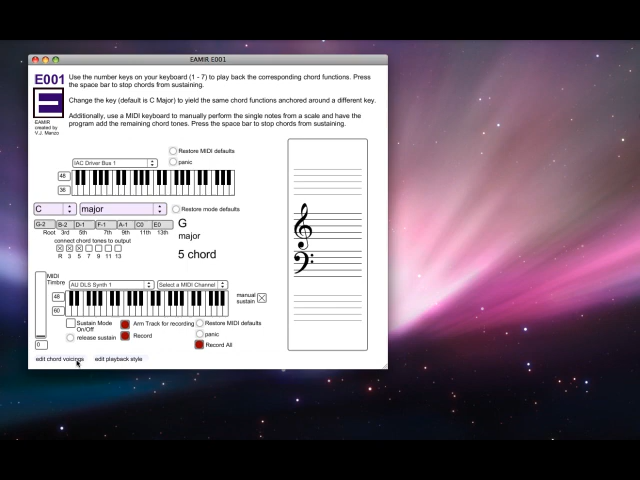 EAMIR E001
E001
EAMIR
created by
V.J. Manzo
Use the number keys on your keyboard (1 - 7) to play back the corresponding chord functions. Press
the space bar to stop chords from sustaining.
Change the key (default is C Major) to yield the same chord functions anchored around a different key.
Additionally, use a MIDI keyboard to manually perform the single notes from a scale and have the
program add the remaining chord tones. Press the space bar to stop chords from sustaining.
Restore MIDI defaults
IAC Driver Bus 1
panic
48
36
C
major
Restore mode defaults
G-2 B-2 D-1 F-1 A-1 C0 E0
Root 3rd 5th 7th 9th 11th 13th
G
major
5 chord
connect chord tones to output
R 3 5 7 9 11 13
MIDI
Timbre
AU DLS Synth 1
Select a MIDI Channel
48
60
manual
sustain
Sustain Mode
On/Off
release sustain
Arm Track for recording
Record
Restore MIDI defaults
panic
Record All
0
edit chord voicings
edit playback style